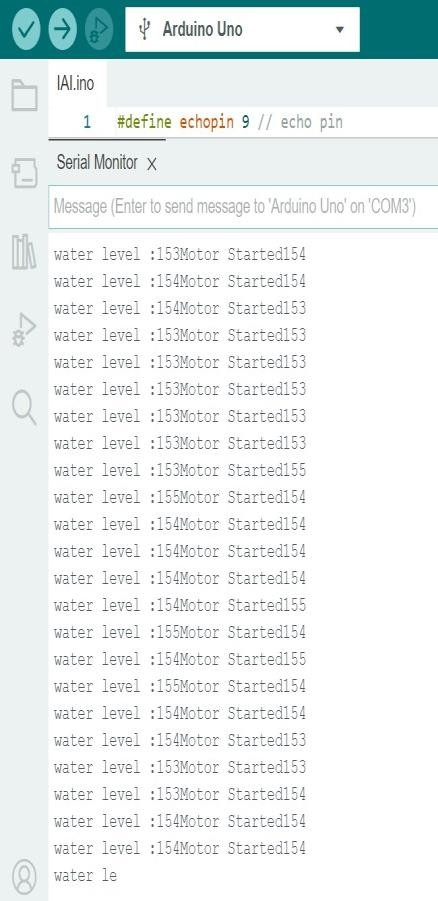 Arduino Uno
IAI.ino
1 #define echopin 9 // echo pin
Serial Monitor X
Message (Enter to send message to 'Arduino Uno' on 'COM3')
water level :153Motor Started154
water level :154Motor Started154
water level :154Motor Started153
water level :153Motor Started153
water level :153Motor Started153
water level :153Motor Started153
water level :153Motor Started153
water level :153Motor Started153
water level :153Motor Started155
water level :155Motor Started154
water level :154Motor Started154
water level :154Motor Started154
water level :154Motor Started154
water level :154Motor Started155
water level :155Motor Started154
water level :154Motor Started155
water level :155Motor Started154
water level :154Motor Started154
water level :154Motor Started153
water level :153Motor Started153
water level :153Motor Started154
water level :154Motor Started154
water level :154Motor Started154
water le